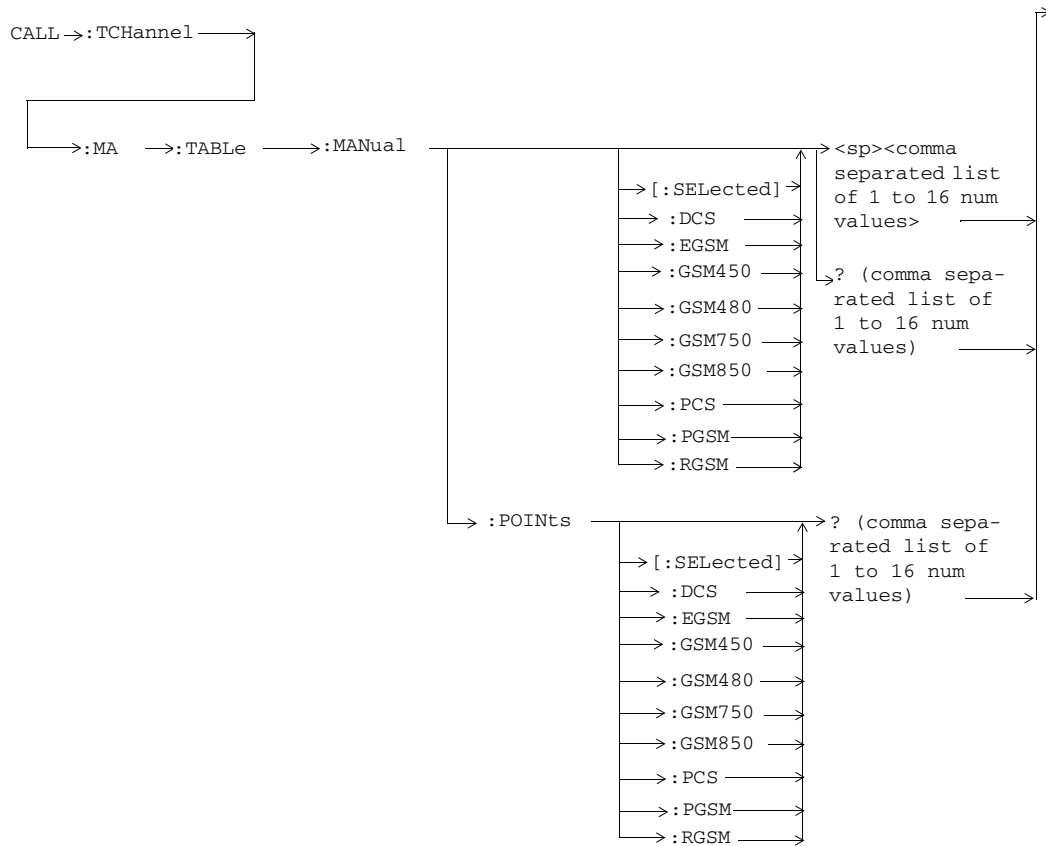 CALL :TCHannel
:MA :TABLe :MANual
<sp><comma
separated list
of 1 to 16 num
values>
[:SELected]
:DCS
:EGSM
:GSM450
:GSM480
:GSM750
:GSM850
:PCS
:PGSM
:RGSM
? (comma sepa-
rated list of
1 to 16 num
values)
:POINts
? (comma sepa-
rated list of
1 to 16 num
values)
[:SELected]
:DCS
:EGSM
:GSM450
:GSM480
:GSM750
:GSM850
:PCS
:PGSM
:RGSM